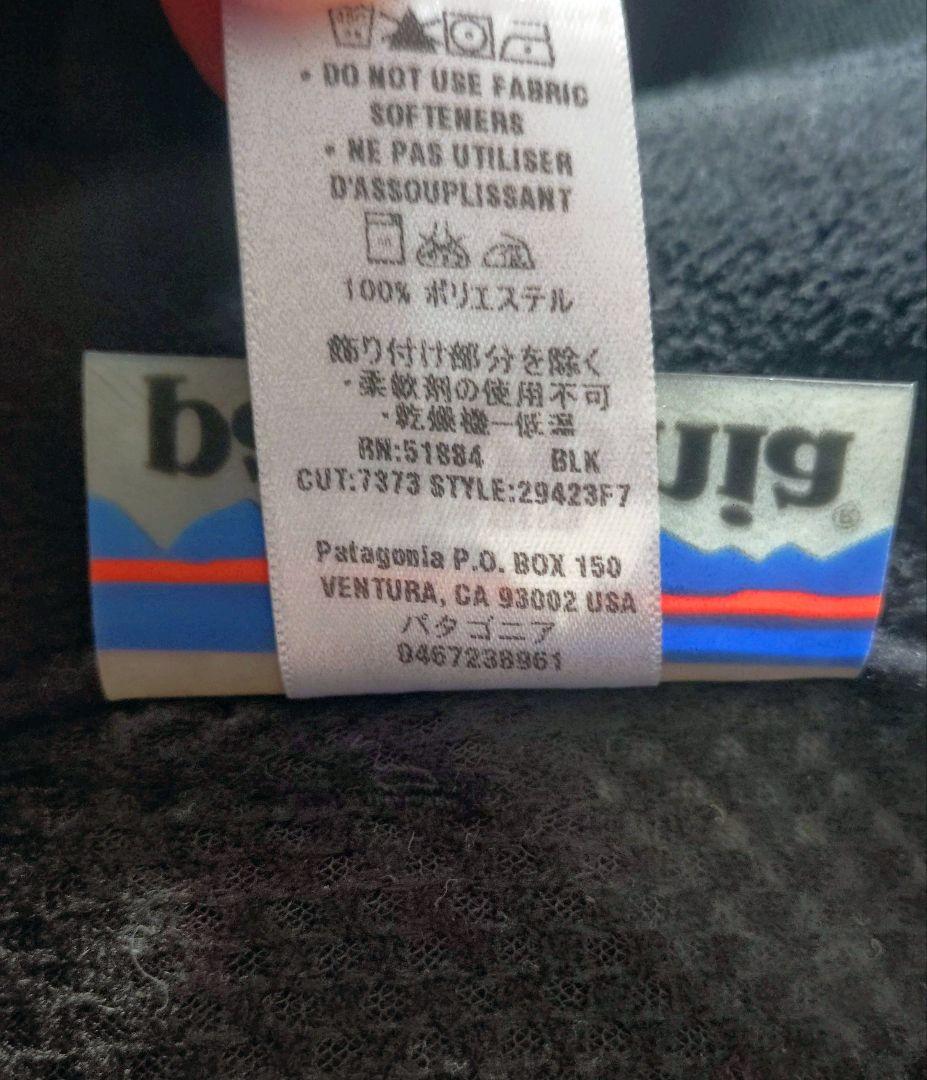 • DO NOT USE FABRIC
SOFTENERS
• NE PAS UTILISER
D'ASSOUPLISSANT
100% ポリエステル
飾り付け部分を除く
・柔軟剤の使用不可
・乾燥機一低温
RN:51884 BLK
CUT:7373 STYLE:29423F7
Patagonia P.O. BOX 150
VENTURA, CA 93002 USA
パタゴニア
0467238961